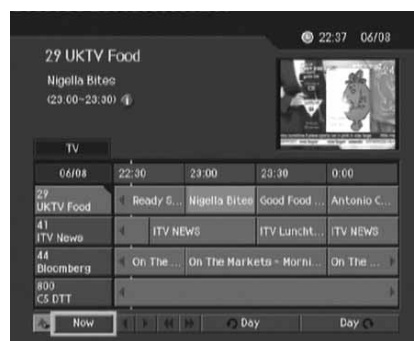 22:37 06/08
29 UKTV Food
Nigella Bites
(23:00~23:30)
TV
06/08 22:30 23:00 23:30 0:00
29
UKTV Food Ready S... Nigella Bites Good Food ... Antonio C...
41
ITV News ITV NEWS ITV Luncht... ITV NEWS
44
Bloomberg On The ... On The Markets - Morni... On The ...
800
CS DTT
Now Day Day